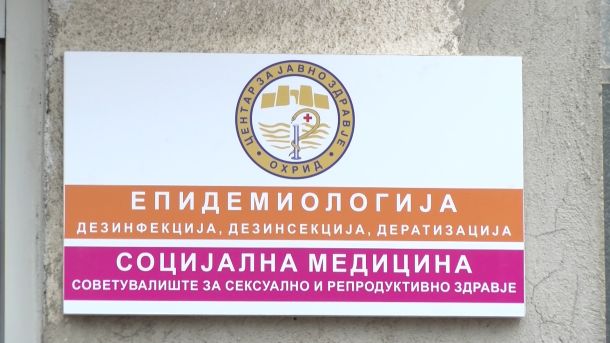 ЦЕНТАР ЗА ЈАВНО ЗДРАВЈЕ
ОХРИД
ЕПИДЕМИОЛОГИЈА
ДЕЗИНФЕКЦИЈА, ДЕЗИНСЕКЦИЈА, ДЕРАТИЗАЦИЈА
СОЦИЈАЛНА МЕДИЦИНА
СОВЕТУВАЛИШТЕ ЗА СЕКСУАЛНО И РЕПРОДУКТИВНО ЗДРАВЈЕ